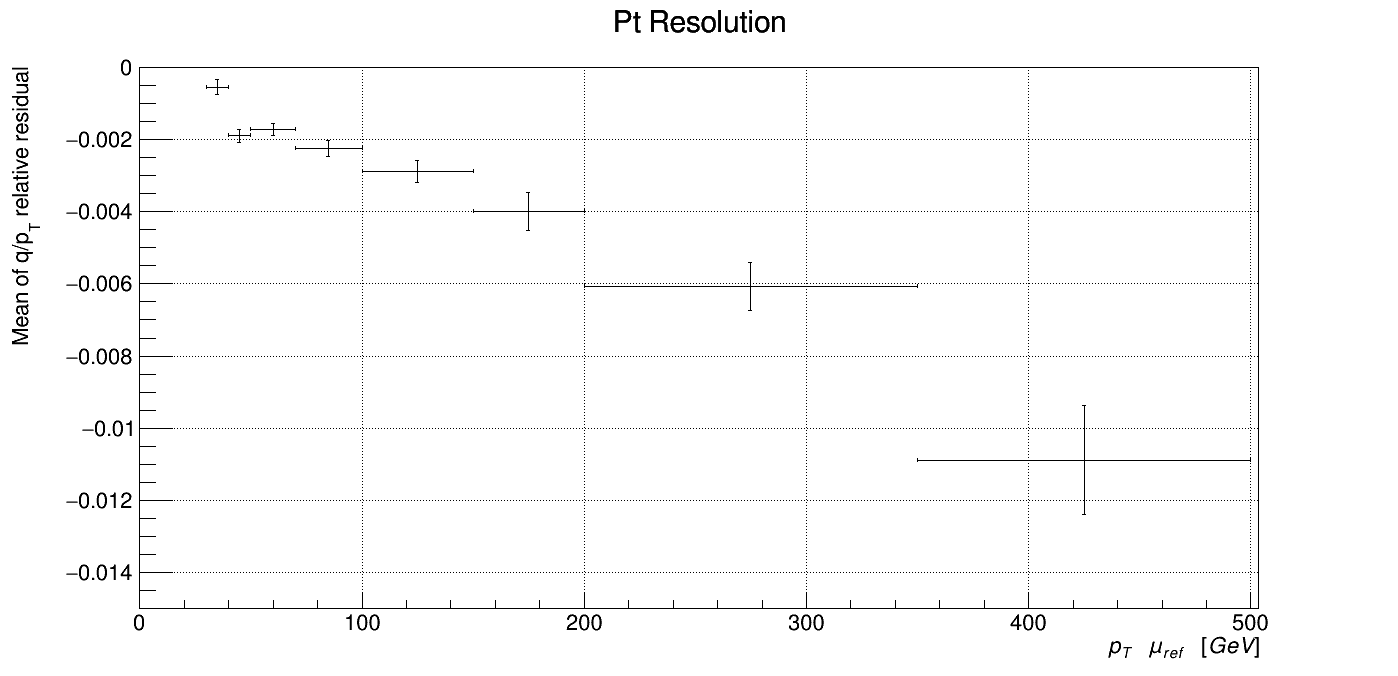 Pt Resolution
Mean of q/p_T relative residual
0
−0.002
−0.004
−0.006
−0.008
−0.01
−0.012
−0.014
0 100 200 300 400 500
p_T μ_ref [GeV]